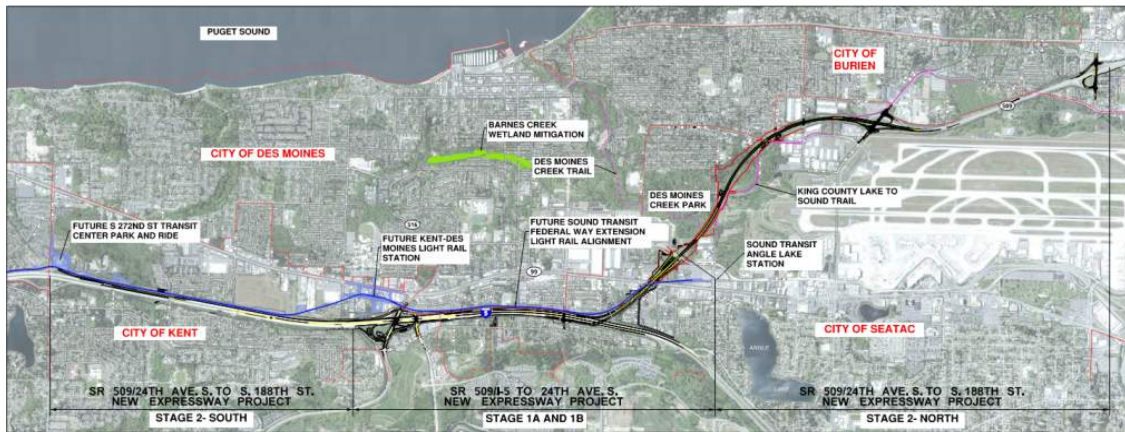 PUGET SOUND
CITY OF
BURIEN
509
BARNES CREEK
WETLAND MITIGATION
CITY OF DES MOINES
DES MOINES
CREEK TRAIL
DES MOINES
CREEK PARK
KING COUNTY LAKE TO
SOUND TRAIL
FUTURE S 272ND ST TRANSIT
CENTER PARK AND RIDE
516
FUTURE KENT-DES
MOINES LIGHT RAIL
STATION
FUTURE SOUND TRANSIT
FEDERAL WAY EXTENSION
LIGHT RAIL ALIGNMENT
99
SOUND TRANSIT
ANGLE LAKE
STATION
5
CITY OF KENT
CITY OF SEATAC
ANGLE
SR 509/24TH AVE. S. TO S. 188TH ST.
NEW EXPRESSWAY PROJECT
STAGE 2- SOUTH
SR 509/I-5 TO 24TH AVE. S.
NEW EXPRESSWAY PROJECT
STAGE 1A AND 1B
SR 509/24TH AVE. S. TO S. 188TH ST.
NEW EXPRESSWAY PROJECT
STAGE 2- NORTH